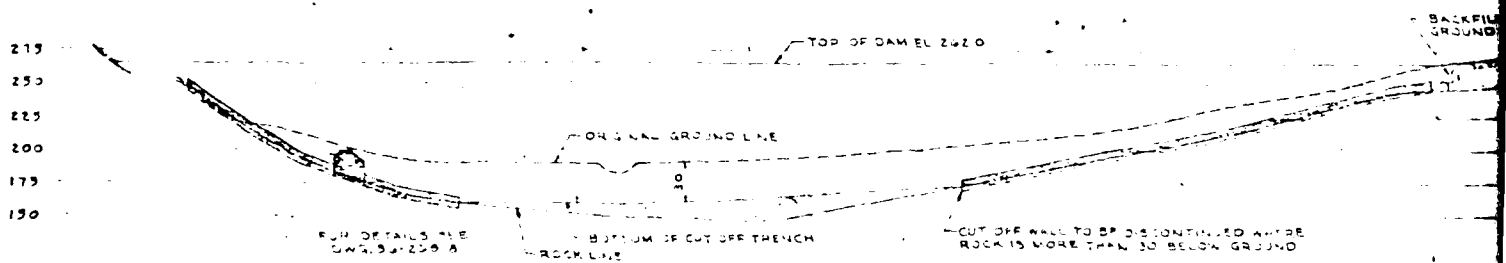 BACKFILL
GROUND
TOP OF DAM EL 262.0
275
250
225
200
175
150
ORIGINAL GROUND LINE
30
FOR DETAILS SEE
BOTTOM OF CUT OFF TRENCH
ROCK LINE
CUT OFF WALL TO BE DISCONTINUED WHERE
ROCK IS MORE THAN 30 BELOW GROUND